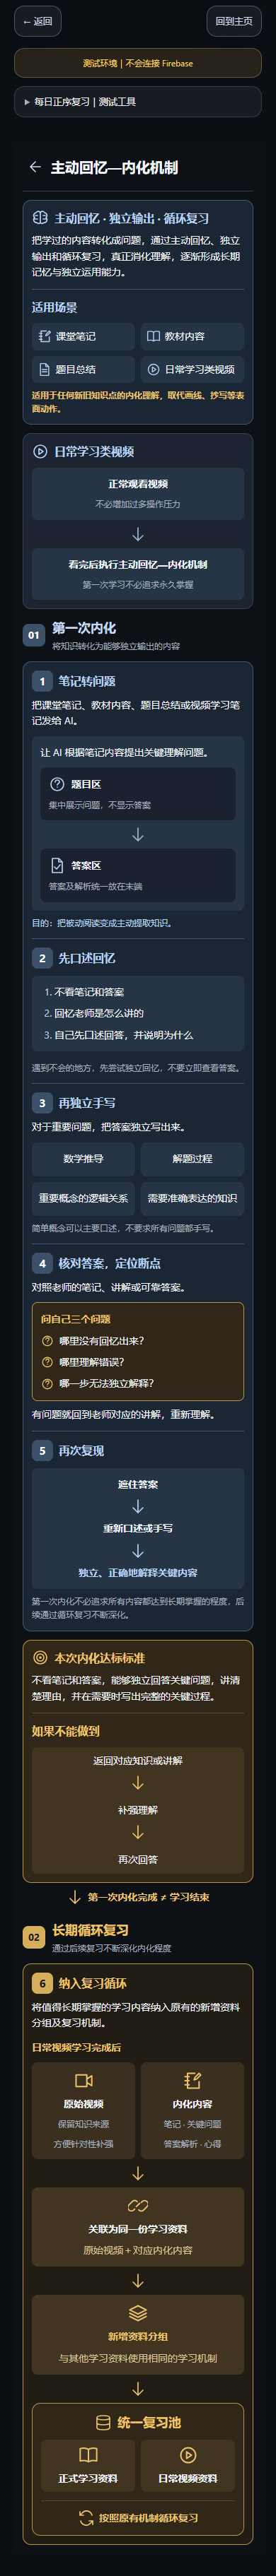 ← 返回
回到主页
测试环境 | 不会连接 Firebase
▶ 每日正序复习 | 测试工具
← 主动回忆—内化机制
主动回忆 · 独立输出 · 循环复习
把学过的内容转化成问题，通过主动回忆、独立
输出和循环复习，真正消化理解，逐渐形成长期
记忆与独立运用能力。
适用场景
课堂笔记
教材内容
题目总结
日常学习类视频
适用于任何新旧知识点的内化理解，取代画线、抄写等表
面动作。
日常学习类视频
正常观看视频
不必增加过多操作压力
看完后执行主动回忆—内化机制
第一次学习不必追求永久掌握
01 第一次内化
将知识转化为能够独立输出的内容
1 笔记转问题
把课堂笔记、教材内容、题目总结或视频学习笔
记发给 AI。
让 AI 根据笔记内容提出关键理解问题。
题目区
集中展示问题，不显示答案
答案区
答案及解析统一放在末端
目的：把被动阅读变成主动提取知识。
2 先口述回忆
1. 不看笔记和答案
2. 回忆老师是怎么讲的
3. 自己先口述回答，并说明为什么
遇到不会的地方，先尝试独立回忆，不要立即查看答案。
3 再独立手写
对于重要问题，把答案独立写出来。
数学推导
解题过程
重要概念的逻辑关系
需要准确表达的知识
简单概念可以主要口述，不要求所有问题都手写。
4 核对答案，定位断点
对照老师的笔记、讲解或可靠答案。
问自己三个问题
哪里没有回忆出来？
哪里理解错误？
哪一步无法独立解释？
有问题就回到老师对应的讲解，重新理解。
5 再次复现
遮住答案
重新口述或手写
独立、正确地解释关键内容
第一次内化不必追求所有内容都达到长期掌握的程度，后
续通过循环复习不断深化。
本次内化达标标准
不看笔记和答案，能够独立回答关键问题，讲清
楚理由，并在需要时写出完整的关键过程。
如果不能做到
返回对应知识或讲解
补强理解
再次回答
第一次内化完成 ≠ 学习结束
02 长期循环复习
通过后续复习不断深化内化程度
6 纳入复习循环
将值得长期掌握的学习内容纳入原有的新增资料
分组及复习机制。
日常视频学习完成后
原始视频
保留知识来源
方便针对性补强
内化内容
笔记 · 关键问题
答案解析 · 心得
关联为同一份学习资料
原始视频 + 对应内化内容
新增资料分组
与其他学习资料使用相同的学习机制
统一复习池
正式学习资料
日常视频资料
按照原有机制循环复习